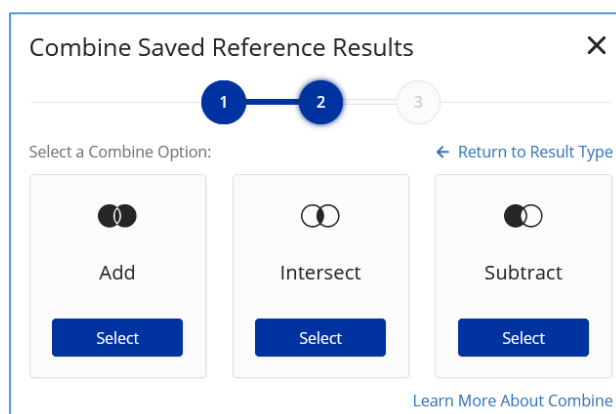 Combine Saved Reference Results
1 2 3
Select a Combine Option: ← Return to Result Type
Add Intersect Subtract
Select Select Select
Learn More About Combine